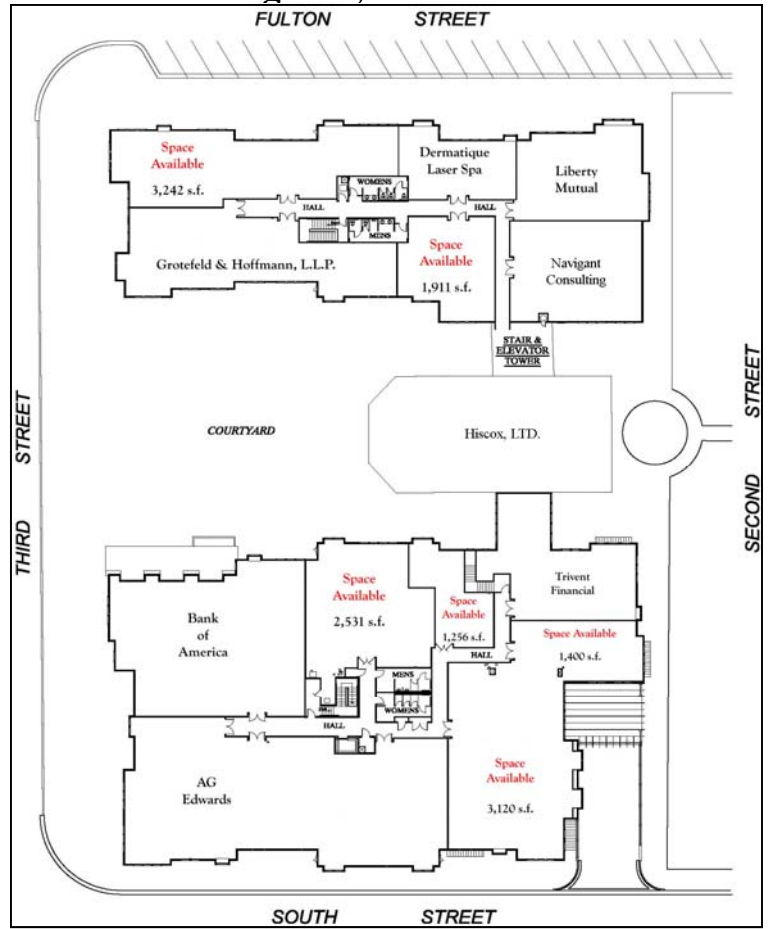 FULTON STREET
Space
Available
3,242 s.f.
WOMENS
HALL
MENS
Dermatique
Laser Spa
HALL
Liberty
Mutual
Grotefeld & Hoffmann, L.L.P.
Space
Available
1,911 s.f.
Navigant
Consulting
STAIR &
ELEVATOR
TOWER
THIRD STREET
COURTYARD
Hiscox, LTD.
SECOND STREET
Bank
of
America
Space
Available
2,531 s.f.
Space
Available
1,256 s.f.
HALL
Trivent
Financial
Space Available
1,400 s.f.
MENS
WOMENS
HALL
AG
Edwards
Space
Available
3,120 s.f.
SOUTH STREET